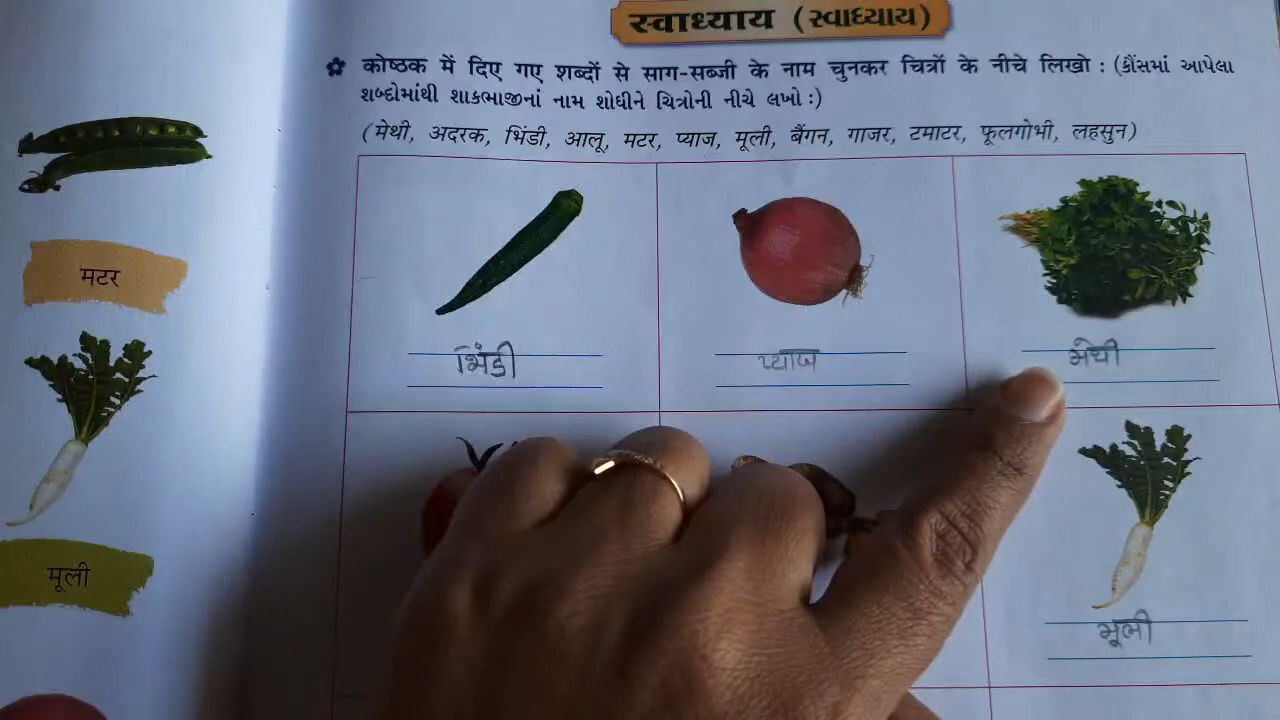 स्वाध्याय (સ્વાધ્યાય)
✿ कोष्ठक में दिए गए शब्दों से साग-सब्जी के नाम चुनकर चित्रों के नीचे लिखो : (કૌંસમાં આપેલા
શબ્દોમાંથી શાકભાજીનાં નામ શોધીને ચિત્રોની નીચે લખો :)
(मेथी, अदरक, भिंडी, आलू, मटर, प्याज, मूली, बैंगन, गाजर, टमाटर, फूलगोभी, लहसुन)
मटर
भिंडी
प्याज
मेथी
मूली
मूली